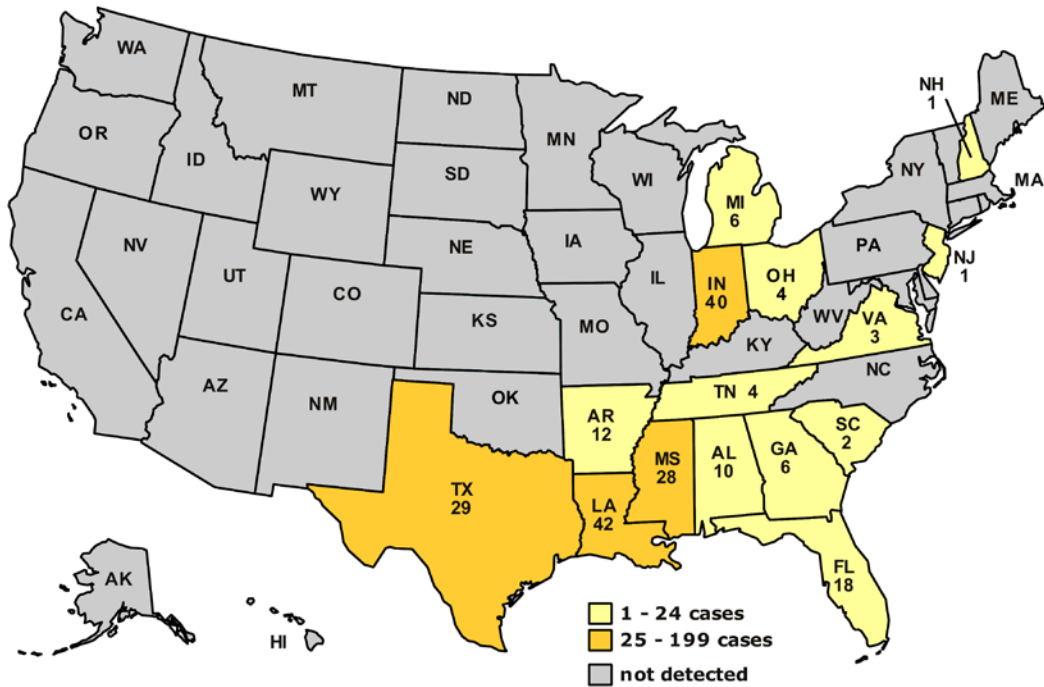 WA
MT
ND
MN
OR
ID
SD
WI
WY
MI
6
NY
NH
1
ME
MA
NV
NE
IA
PA
NJ
1
UT
CO
IL
IN
40
OH
4
CA
KS
MO
WV
VA
3
KY
AZ
NM
OK
TN 4
NC
AR
12
SC
2
MS
28
AL
10
GA
6
TX
29
LA
42
FL
18
AK
HI
1 - 24 cases
25 - 199 cases
not detected